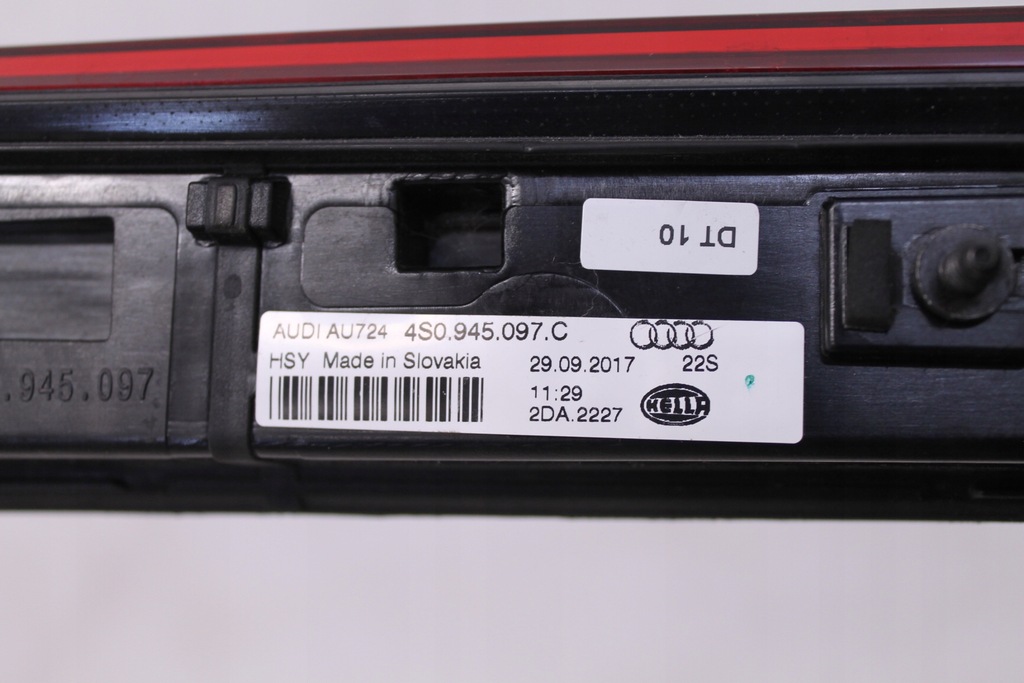 DT 10
AUDI AU724 4S0.945.097.C
HSY Made in Slovakia 29.09.2017 22S
11:29
2DA.2227
HELLA
.945.097